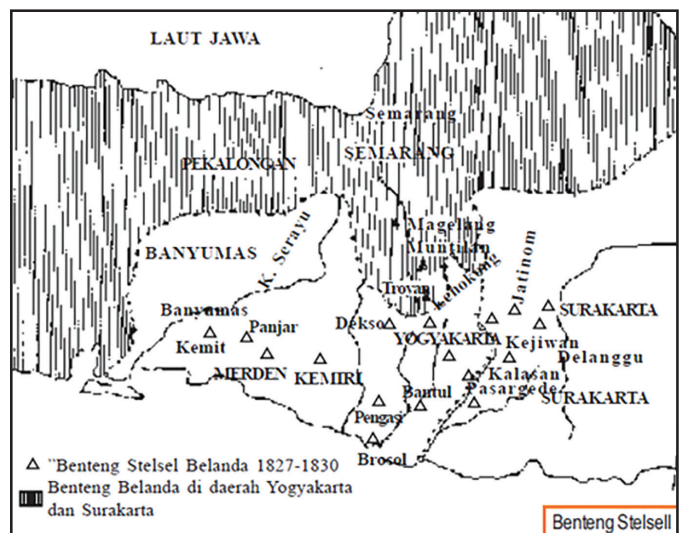 LAUT JAWA
Semarang
SEMARANG
PEKALONGAN
Magelang
Muntilan
BANYUMAS
K. Serayu
Jatinom
Troyan
Banyumas
SURAKARTA
Panjar
Dekso
YOGYAKARTA
Kemit
Kejiwan
Delanggu
MERDEN
KEMIRI
Kalasan
Pasargede
Bantul
SURAKARTA
Pengasi
Brosol
"Benteng Stelsel Belanda 1827-1830
Benteng Belanda di daerah Yogyakarta
dan Surakarta
Benteng Stelsell